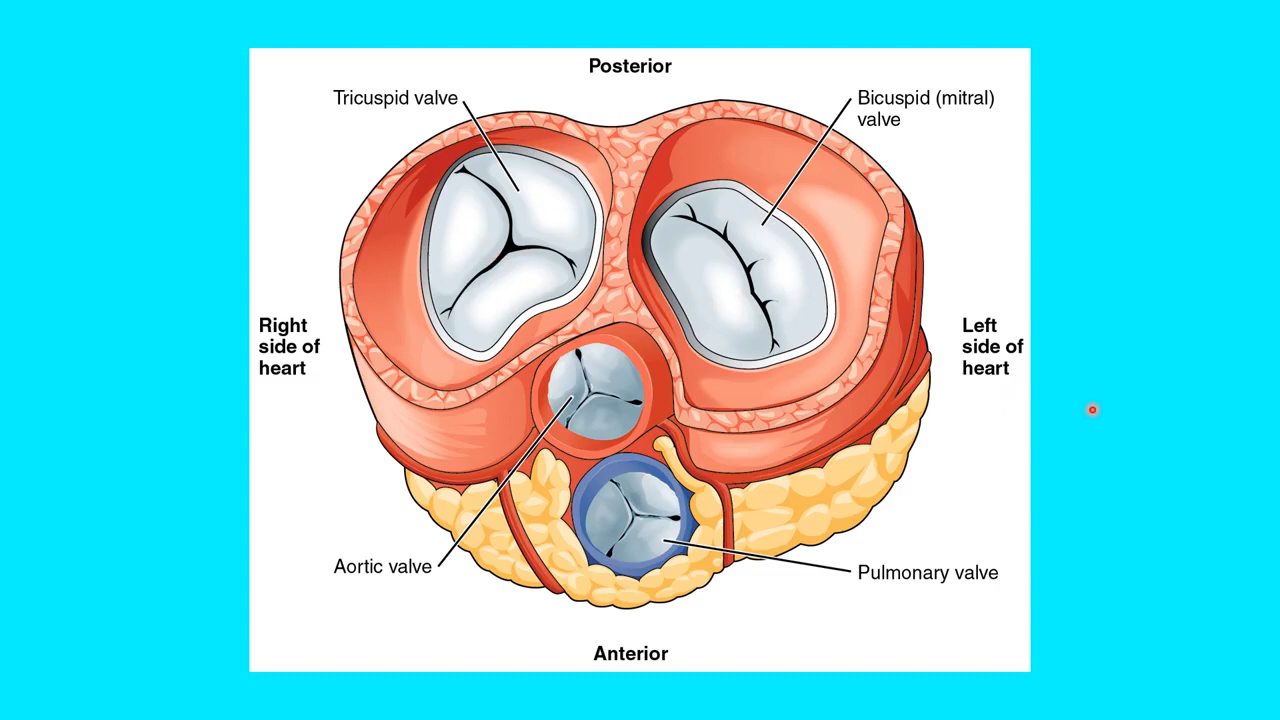 Posterior
Tricuspid valve
Bicuspid (mitral)
valve
Right
side of
heart
Left
side of
heart
Aortic valve
Pulmonary valve
Anterior